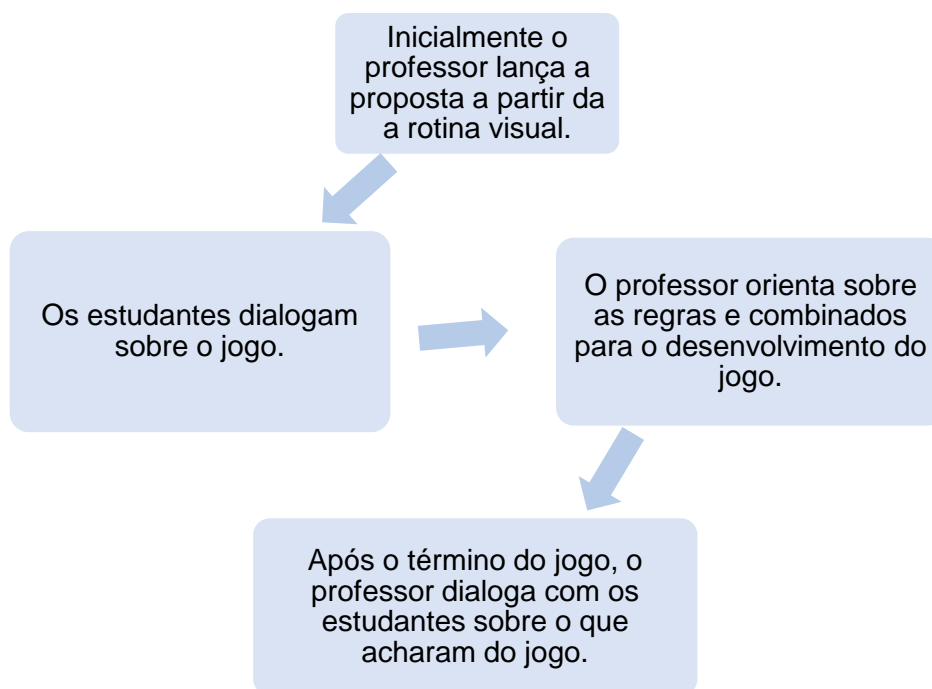 Inicialmente o
professor lança a
proposta a partir da
a rotina visual.
Os estudantes dialogam
sobre o jogo.
O professor orienta sobre
as regras e combinados
para o desenvolvimento do
jogo.
Após o término do jogo, o
professor dialoga com os
estudantes sobre o que
acharam do jogo.